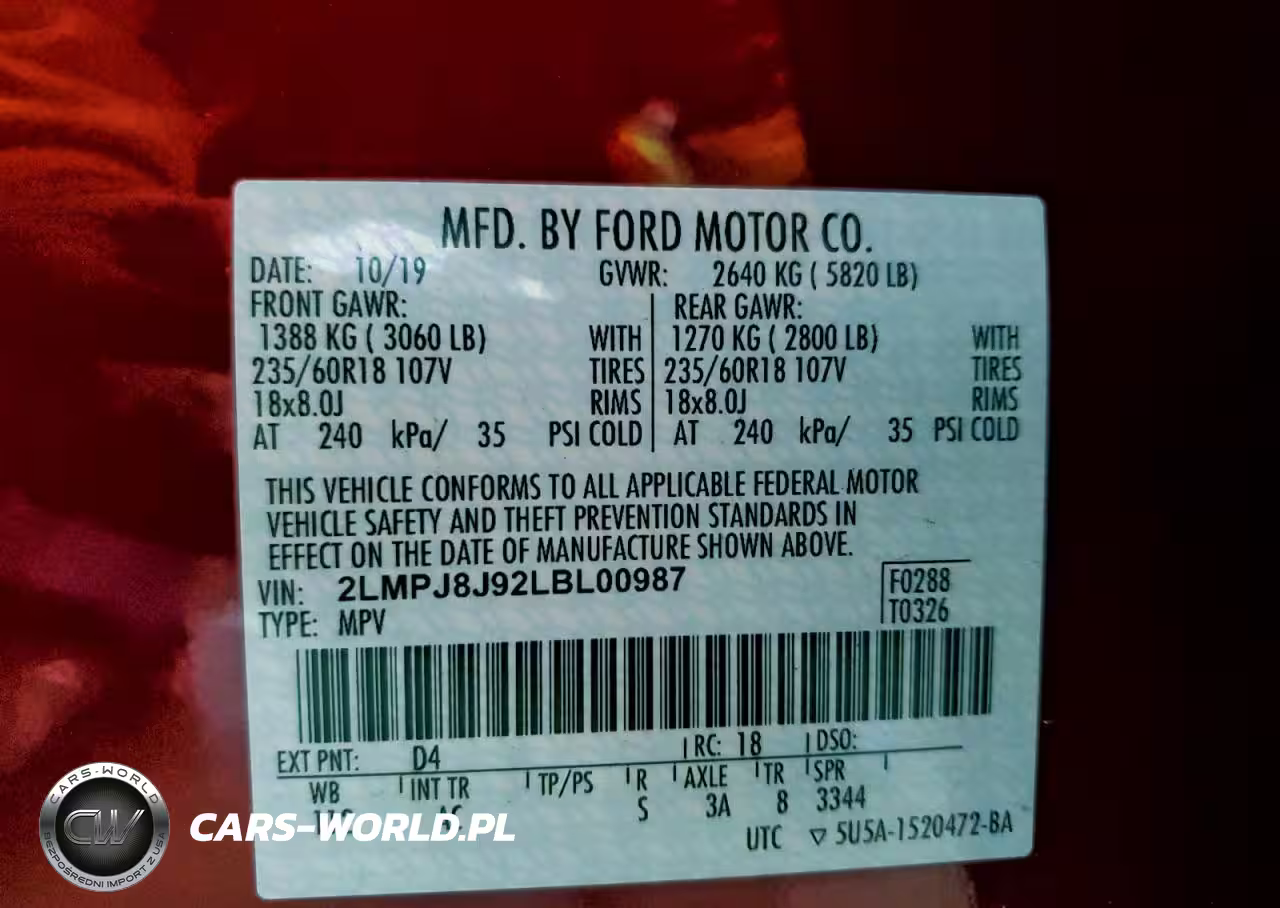 MFD. BY FORD MOTOR CO.
DATE: 10/19 GVWR: 2640 KG ( 5820 LB)
FRONT GAWR: REAR GAWR:
1388 KG ( 3060 LB) WITH 1270 KG ( 2800 LB) WITH
235/60R18 107V TIRES 235/60R18 107V TIRES
18x8.0J RIMS 18x8.0J RIMS
AT 240 kPa/ 35 PSI COLD AT 240 kPa/ 35 PSI COLD
THIS VEHICLE CONFORMS TO ALL APPLICABLE FEDERAL MOTOR
VEHICLE SAFETY AND THEFT PREVENTION STANDARDS IN
EFFECT ON THE DATE OF MANUFACTURE SHOWN ABOVE.
VIN: 2LMPJ8J92LBL00987 F0288
TYPE: MPV T0326
EXT PNT: D4 RC: 18 DSO:
WB INT TR TP/PS R AXLE TR SPR
S 3A 8 3344
UTC ▽ 5U5A-1520472-BA
CARS-WORLD
CW
BEZPOŚREDNI IMPORT Z USA
CARS-WORLD.PL